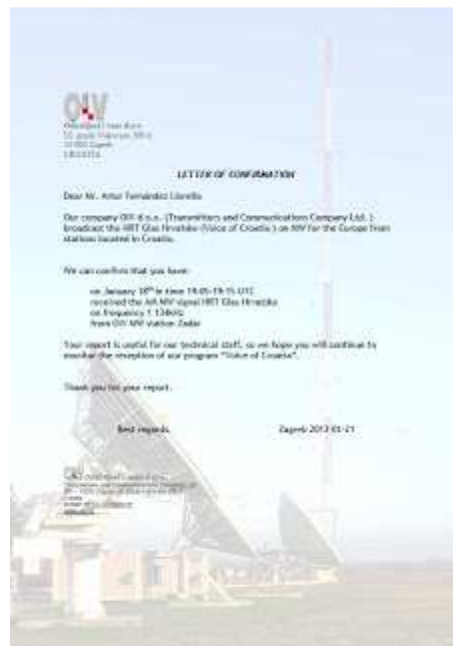 OiV
CROATIA
LETTER OF CONFIRMATION
Dear Mr. Artur Fernández Llorella
Our company OIV d.o.o. (Transmitters and Communications Company Ltd. )
broadcast the HRT Glas Hrvatske (Voice of Croatia ) on MW for the Europe from
stations located in Croatia.
We can confirm that you have:
on January 18th in time 19:05-19:15 UTC
received the AM MW signal HRT Glas Hrvatske
on frequency 1 134kHz
from OIV MW station Zadar
Your report is useful for our technical staff, so we hope you will continue to
monitor the reception of our program "Voice of Croatia".
Thank you for your report.
Best regards, Zagreb 2013-01-21